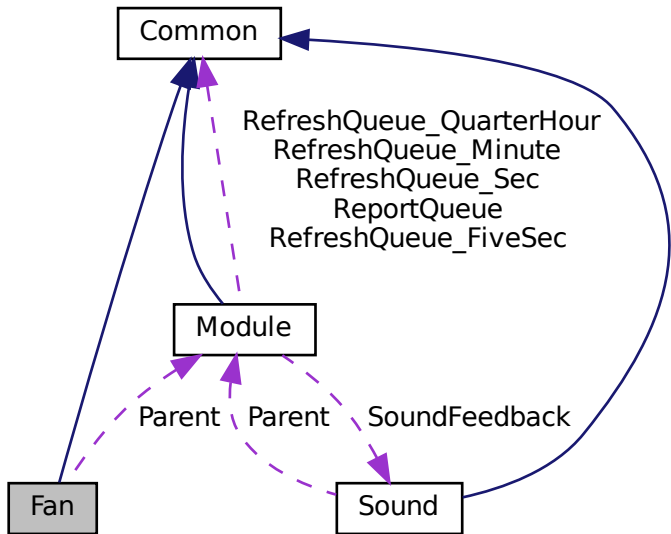 Common
RefreshQueue_QuarterHour
RefreshQueue_Minute
RefreshQueue_Sec
ReportQueue
RefreshQueue_FiveSec
Module
Parent
Parent
SoundFeedback
Fan
Sound